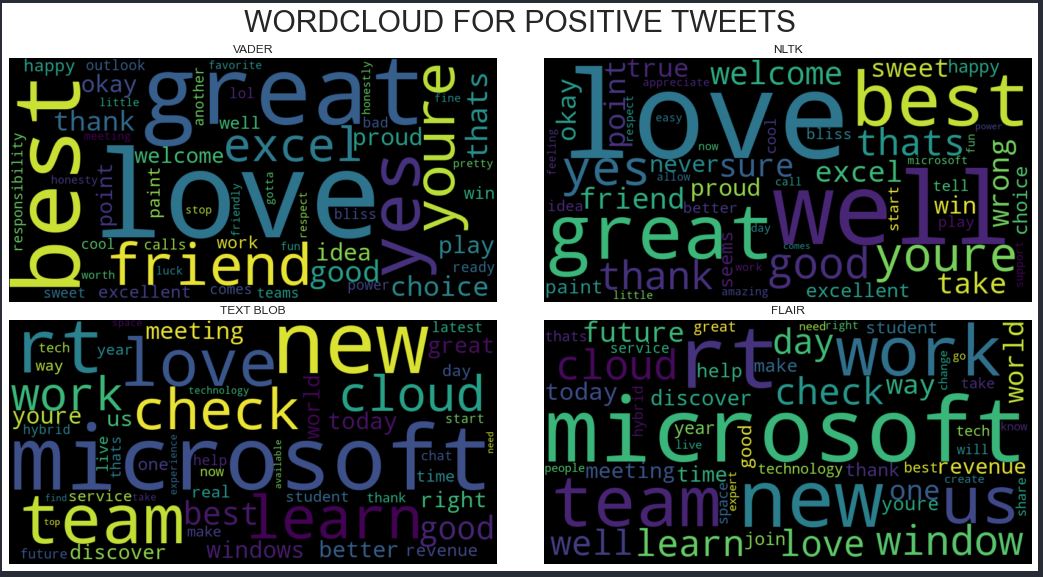 WORDCLOUD FOR POSITIVE TWEETS
VADER
happy outlook favorite
okay great another lol honestly fine
little
thank well bad
best meeting excel proud youre thats
responsibility welcome
honesty love pretty
point paint stop friendly gotta respect bliss yes win
cool calls work fun idea play
worth friend luck good ready
sweet excellent comes teams power choice
NLTK
okay point true welcome sweet happy
appreciate
respect love easy cool best
feeling now bliss thats fun power
yes never sure microsoft
allow call excel wrong
friend proud start tell choice
idea better win
great day well play
seems comes
thank work good youre
paint little amazing excellent take
TEXT BLOB
rt space meeting new latest
tech year love great
way day
work technology cloud
check world
youre us today start
hybrid
microsoft need
live thats one experience help now available chat time
find service take real student thank right
team top best learn good
make
future discover windows better revenue
FLAIR
thats future great need right student world
service rt day work
cloud help make change go
today discover check way take
hybrid
microsoft
year good tech know
live will
people meeting time technology thank best revenue
team space expert new one create share
youre us
well learn join love window